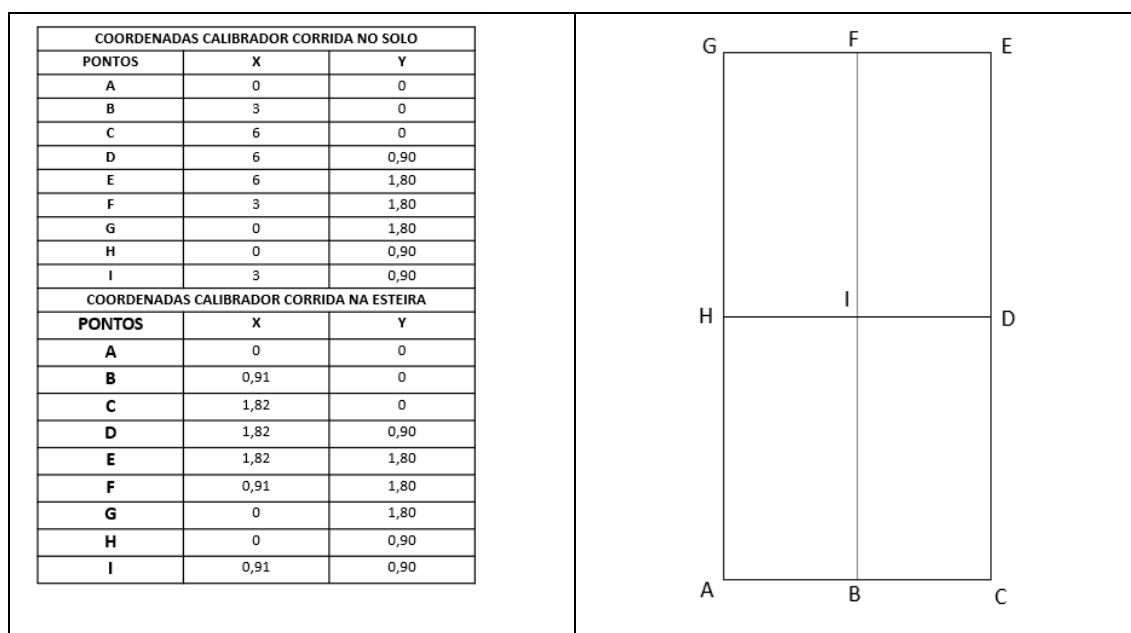 COORDENADAS CALIBRADOR CORRIDA NO SOLO
PONTOS X Y
A 0 0
B 3 0
C 6 0
D 6 0,90
E 6 1,80
F 3 1,80
G 0 1,80
H 0 0,90
I 3 0,90
COORDENADAS CALIBRADOR CORRIDA NA ESTEIRA
PONTOS X Y
A 0 0
B 0,91 0
C 1,82 0
D 1,82 0,90
E 1,82 1,80
F 0,91 1,80
G 0 1,80
H 0 0,90
I 0,91 0,90
G F E
H I D
A B C